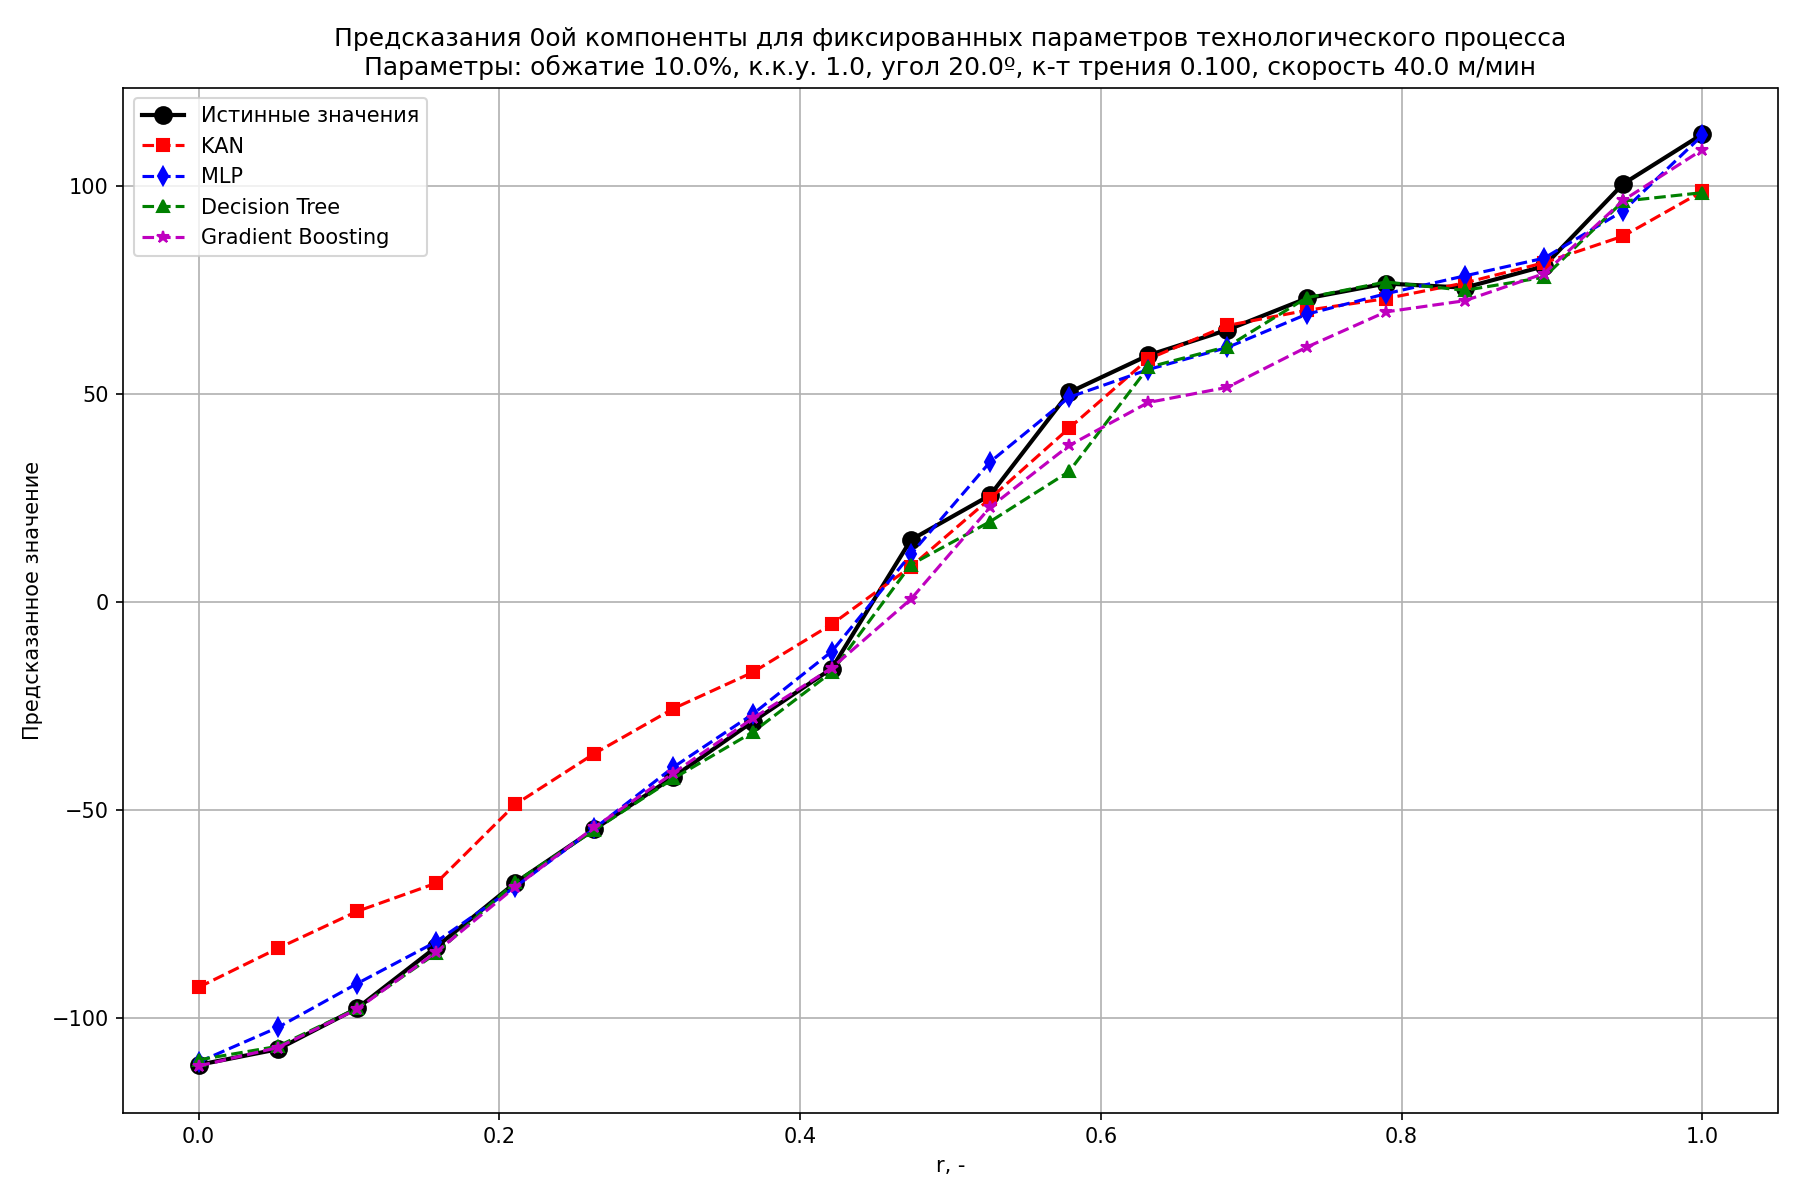 Предсказания 0ой компоненты для фиксированных параметров технологического процесса
Параметры: обжатие 10.0%, к.к.у. 1.0, угол 20.0º, к-т трения 0.100, скорость 40.0 м/мин
Истинные значения
KAN
MLP
Decision Tree
Gradient Boosting
Предсказанное значение
100
50
0
−50
−100
0.0
0.2
0.4
0.6
0.8
1.0
r, -